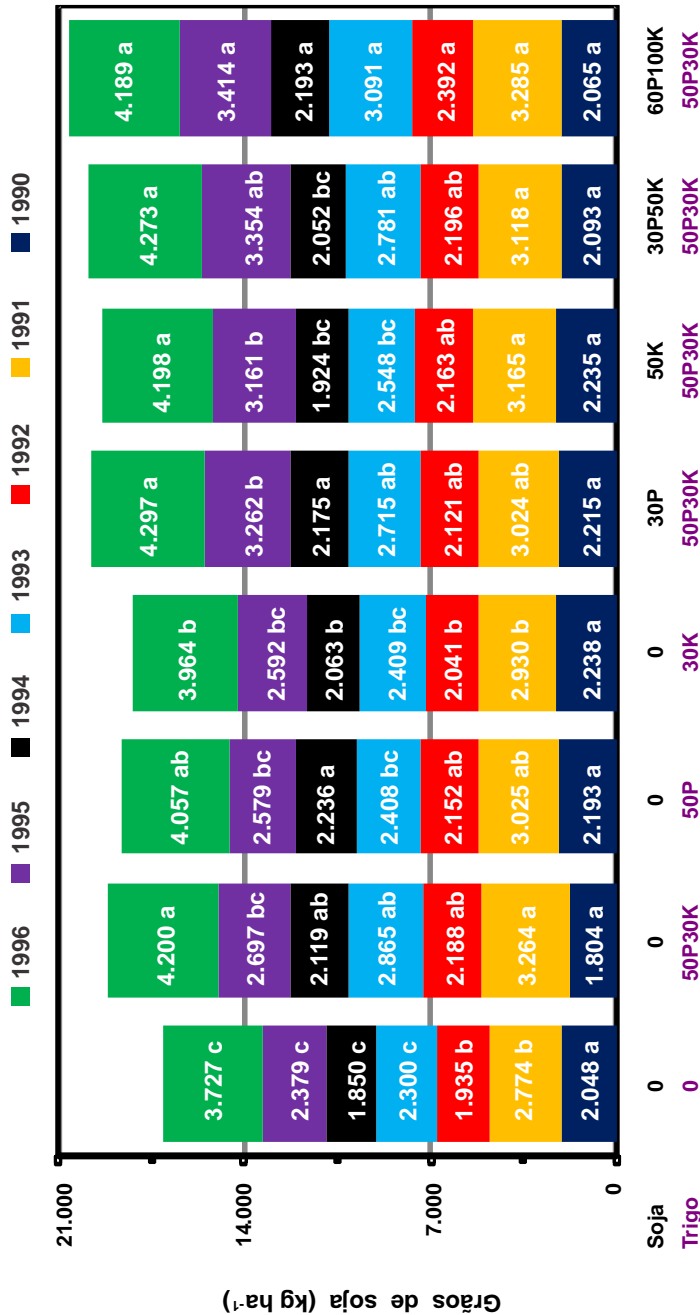 1996 1995 1994 1993 1992 1991 1990
Grãos de soja (kg ha-1)
21.000
14.000
7.000
0
3.727 c
2.379 c
1.850 c
2.300 c
1.935 b
2.774 b
2.048 a
4.200 a
2.697 bc
2.119 ab
2.865 ab
2.188 ab
3.264 a
1.804 a
4.057 ab
2.579 bc
2.236 a
2.408 bc
2.152 ab
3.025 ab
2.193 a
3.964 b
2.592 bc
2.063 b
2.409 bc
2.041 b
2.930 b
2.238 a
4.297 a
3.262 b
2.175 a
2.715 ab
2.121 ab
3.024 ab
2.215 a
4.198 a
3.161 b
1.924 bc
2.548 bc
2.163 ab
3.165 a
2.235 a
4.273 a
3.354 ab
2.052 bc
2.781 ab
2.196 ab
3.118 a
2.093 a
4.189 a
3.414 a
2.193 a
3.091 a
2.392 a
3.285 a
2.065 a
Soja 0 0 0 0 30P 50K 30P50K 60P100K
Trigo 0 50P30K 50P 30K 50P30K 50P30K 50P30K 50P30K